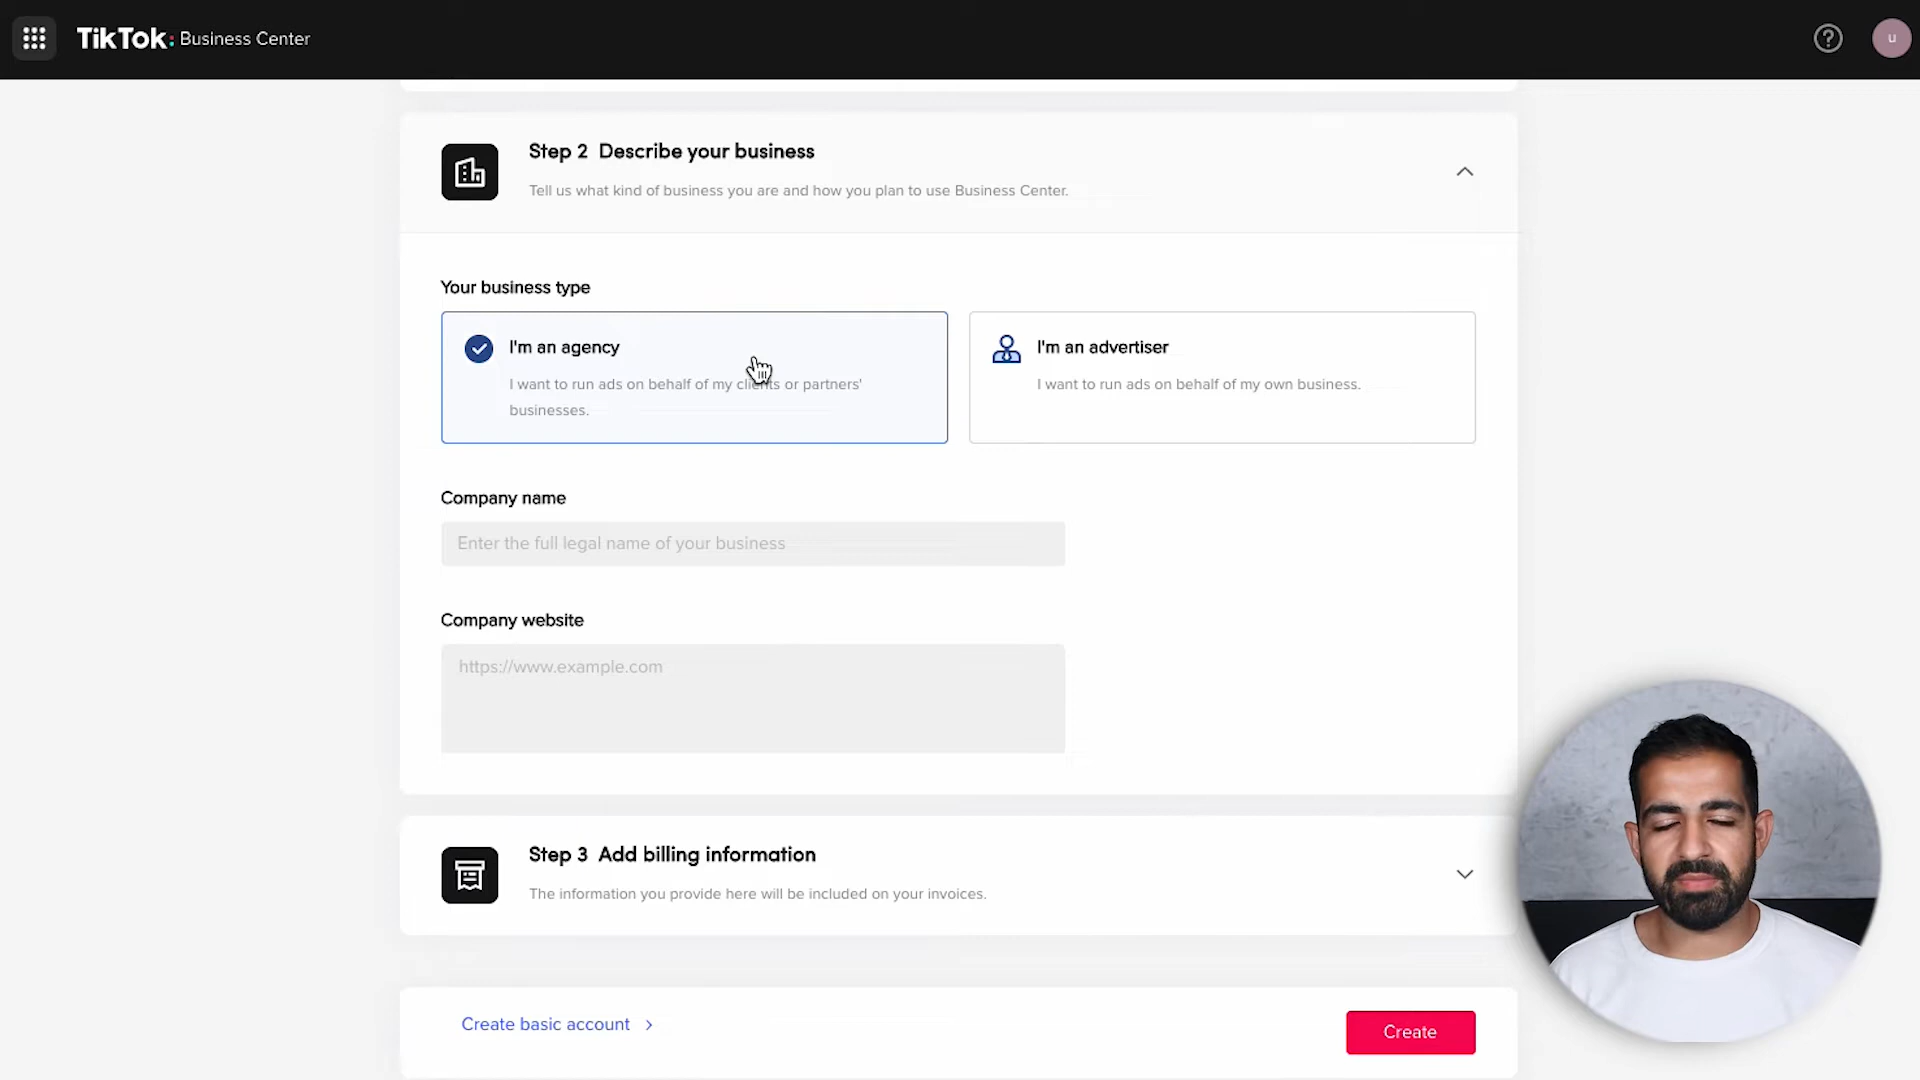 TikTok: Business Center
u
Step 2 Describe your business
Tell us what kind of business you are and how you plan to use Business Center.
Your business type
I'm an agency
I want to run ads on behalf of my clients or partners'
businesses.
I'm an advertiser
I want to run ads on behalf of my own business.
Company name
Enter the full legal name of your business
Company website
https://www.example.com
Step 3 Add billing information
The information you provide here will be included on your invoices.
Create basic account
Create